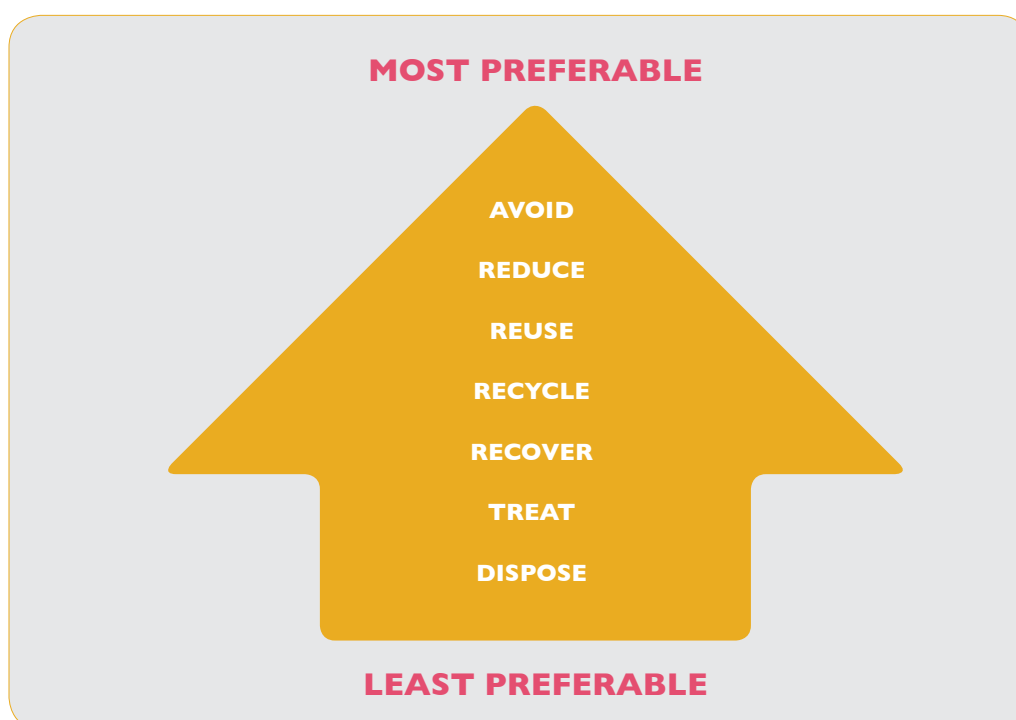 MOST PREFERABLE
AVOID
REDUCE
REUSE
RECYCLE
RECOVER
TREAT
DISPOSE
LEAST PREFERABLE